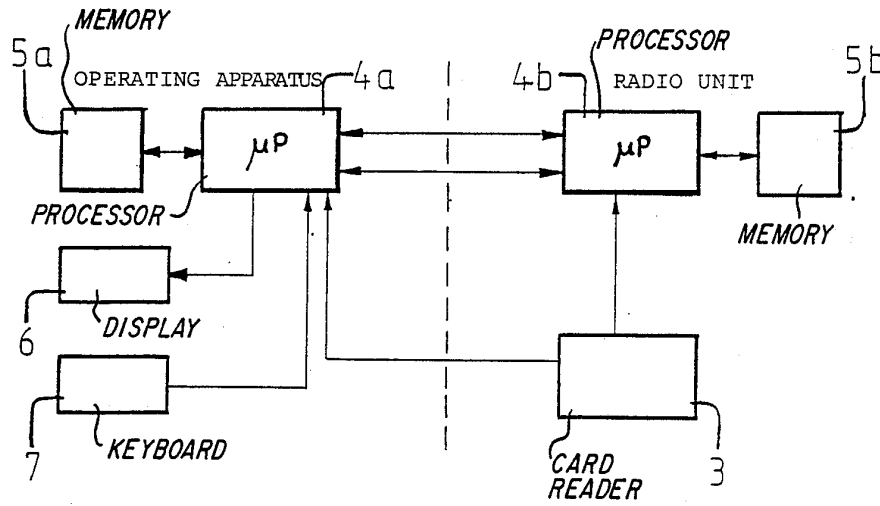 MEMORY
5a
OPERATING APPARATUS
4a
4b
PROCESSOR
RADIO UNIT
5b
μP
μP
PROCESSOR
MEMORY
6
DISPLAY
7
KEYBOARD
CARD
READER
3